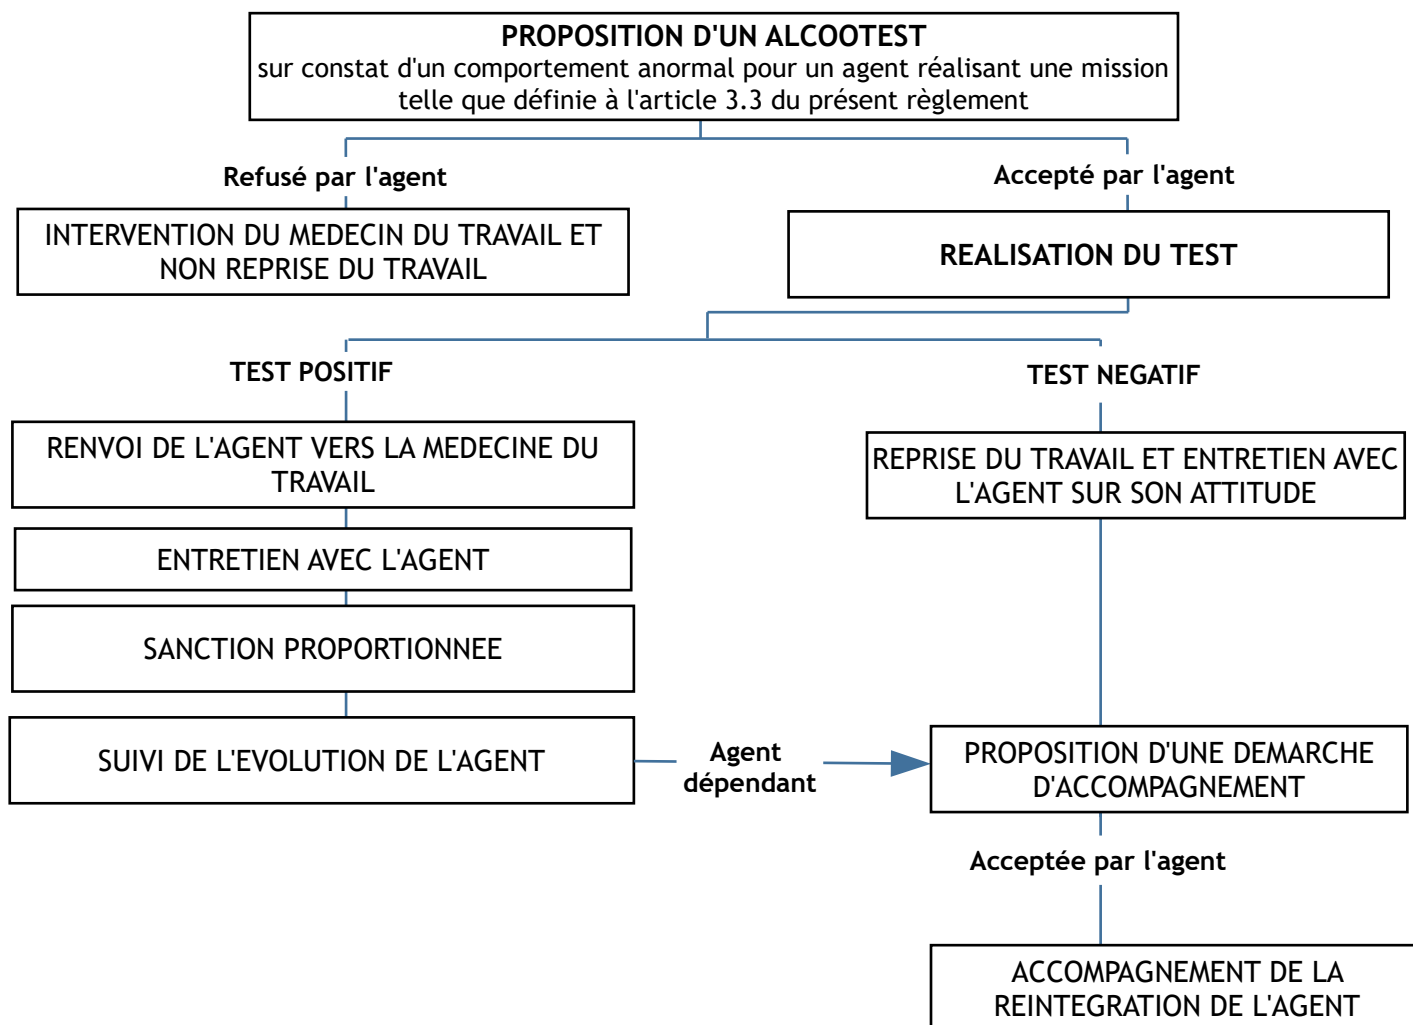 PROPOSITION D'UN ALCOOTEST
sur constat d'un comportement anormal pour un agent réalisant une mission
telle que définie à l'article 3.3 du présent règlement
Refusé par l'agent
Accepté par l'agent
INTERVENTION DU MEDECIN DU TRAVAIL ET
NON REPRISE DU TRAVAIL
REALISATION DU TEST
TEST POSITIF
TEST NEGATIF
RENVOI DE L'AGENT VERS LA MEDECINE DU
TRAVAIL
REPRISE DU TRAVAIL ET ENTRETIEN AVEC
L'AGENT SUR SON ATTITUDE
ENTRETIEN AVEC L'AGENT
SANCTION PROPORTIONNEE
SUIVI DE L'EVOLUTION DE L'AGENT
Agent
dépendant
PROPOSITION D'UNE DEMARCHE
D'ACCOMPAGNEMENT
Acceptée par l'agent
ACCOMPAGNEMENT DE LA
REINTEGRATION DE L'AGENT